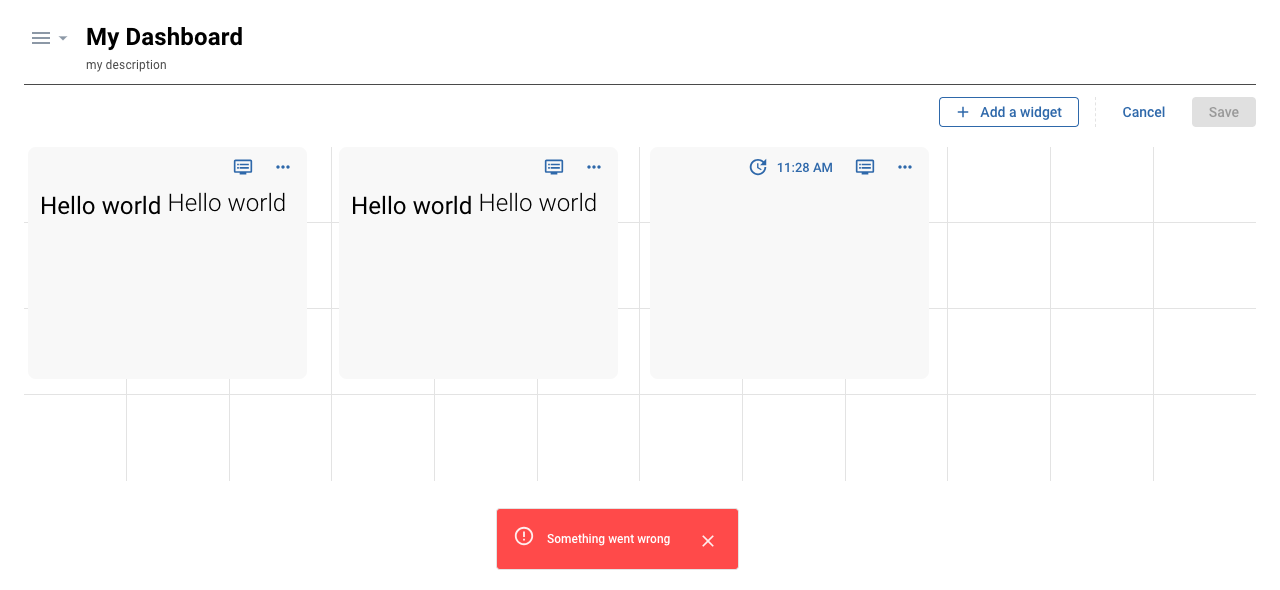 My Dashboard
my description
Add a widget Cancel Save
11:28 AM
Hello world Hello world Hello world Hello world
Something went wrong